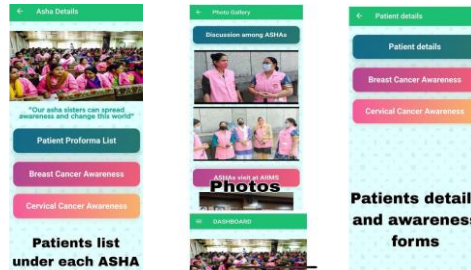 ← Asha Details
"Our asha sisters can spread
awareness and change this world"
Patient Proforma List
Breast Cancer Awareness
Cervical Cancer Awareness
Patients list
under each ASHA
← Photo Gallery
Discussion among ASHAs
ASHAs visit at AIIMS
Photos
DASHBOARD
← Patient details
Patient details
Breast Cancer Awareness
Cervical Cancer Awareness
Patients detail
and awareness
forms